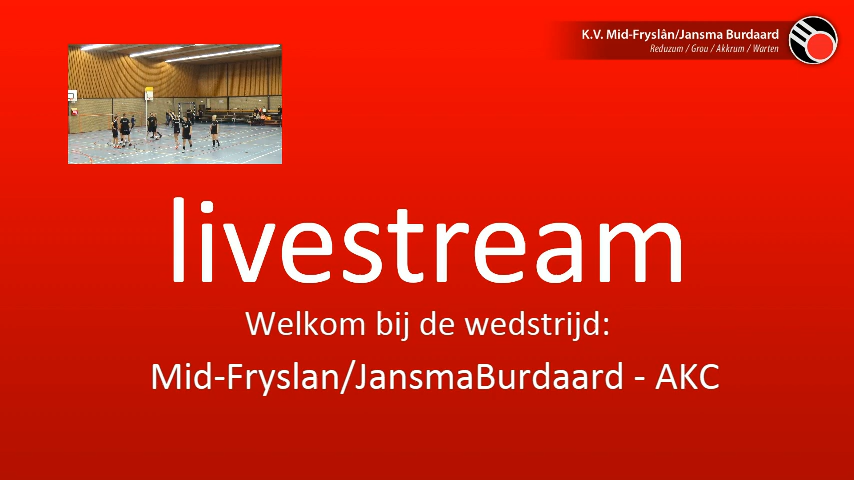 K.V. Mid-Fryslân/Jansma Burdaard
Reduzum / Grou / Akkrum / Warten
livestream
Welkom bij de wedstrijd:
Mid-Fryslan/JansmaBurdaard - AKC